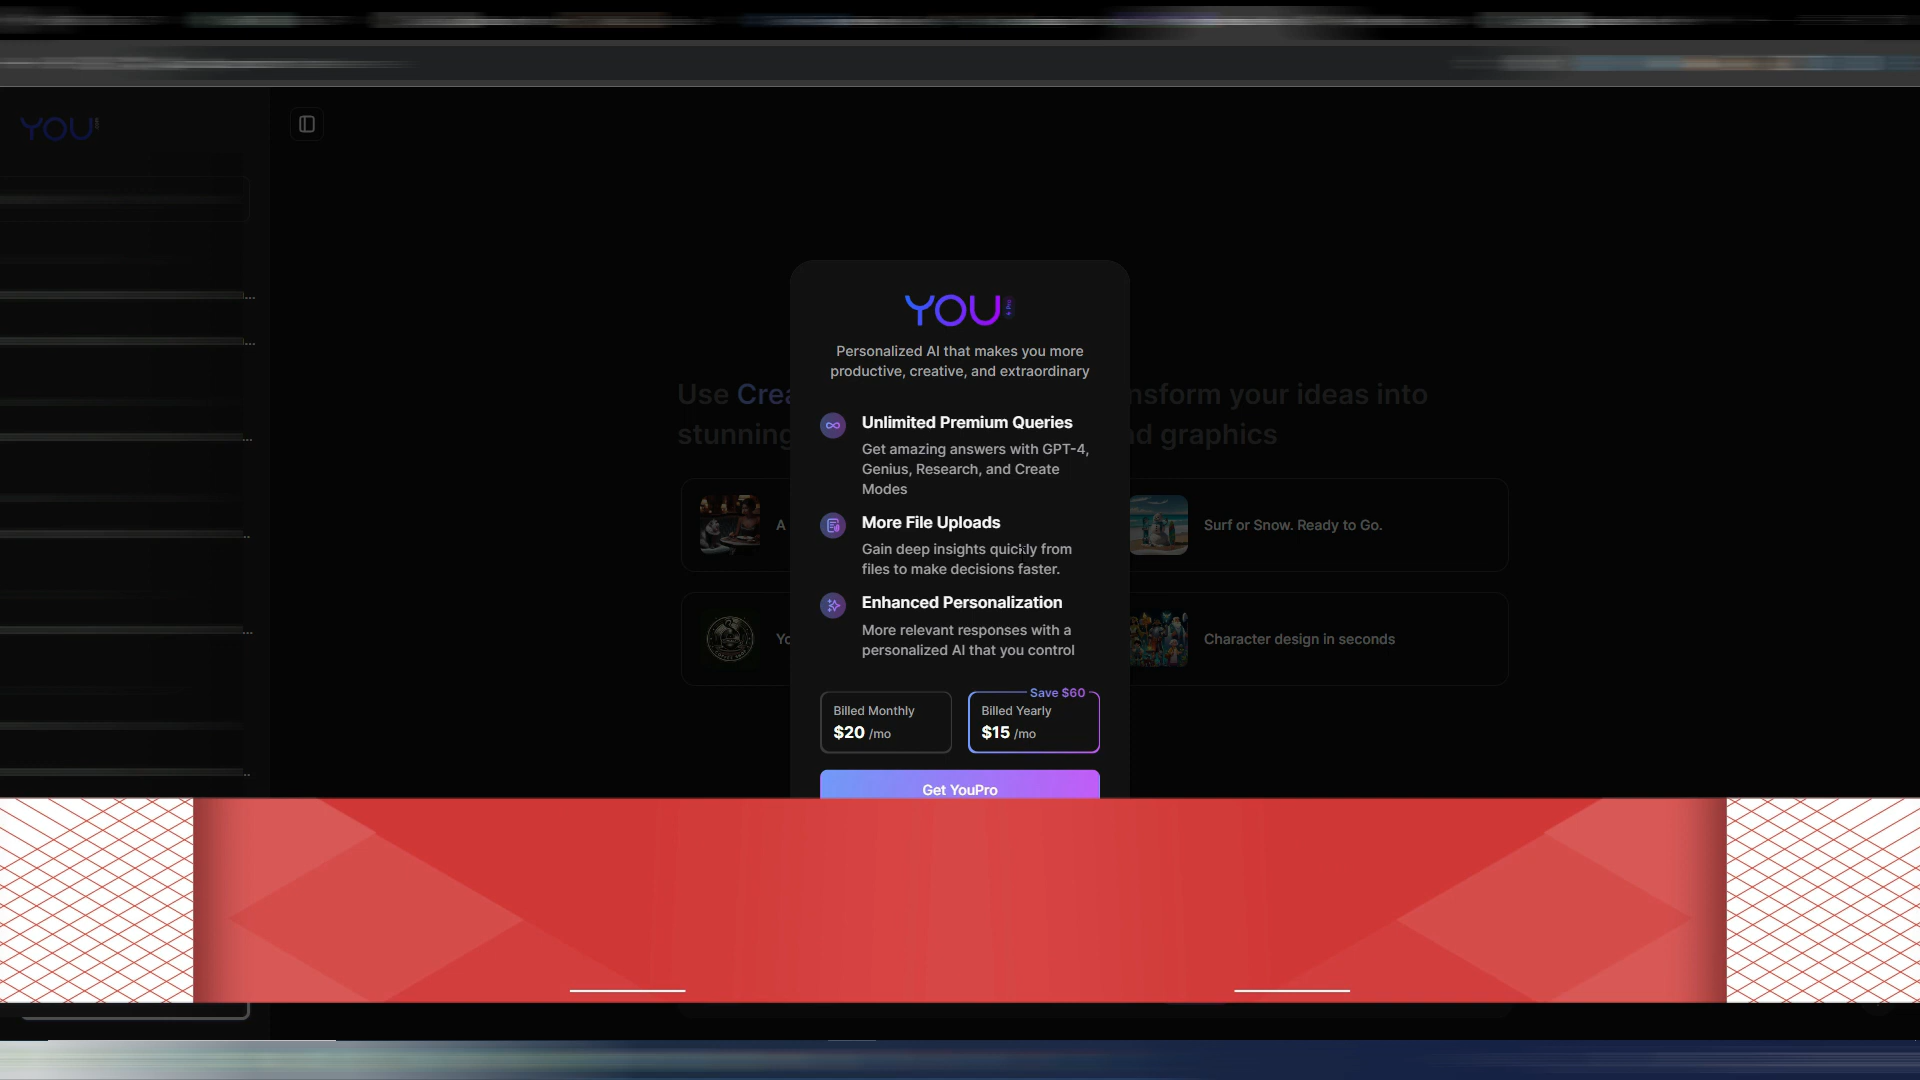 YOU
YOU
Personalized AI that makes you more
productive, creative, and extraordinary
Use
nsform your ideas into
stunning
d graphics
Unlimited Premium Queries
Get amazing answers with GPT-4,
Genius, Research, and Create
Modes
A
Surf or Snow. Ready to Go.
More File Uploads
Gain deep insights quickly from
files to make decisions faster.
Enhanced Personalization
More relevant responses with a
personalized AI that you control
Yo
Character design in seconds
Save $60
Billed Monthly
$20 /mo
Billed Yearly
$15 /mo
Get YouPro